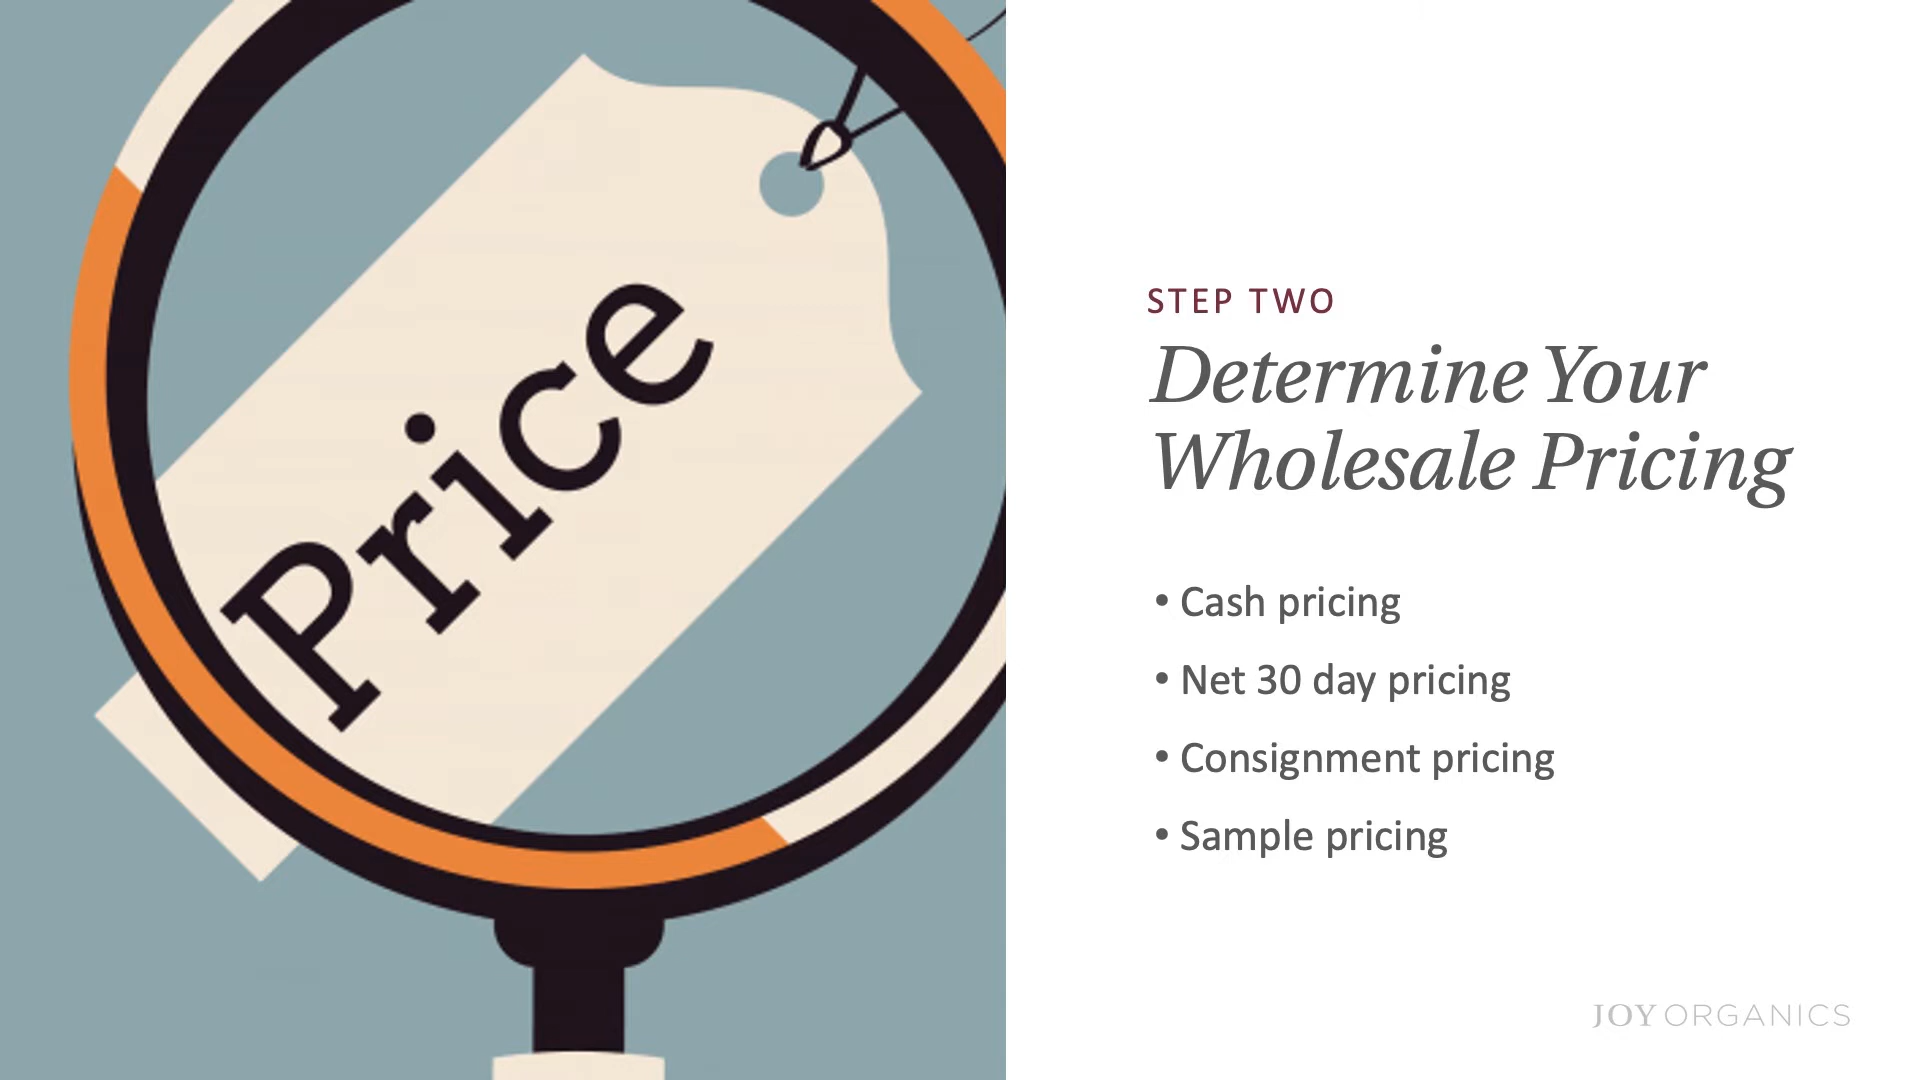 Price
STEP TWO
Determine Your
Wholesale Pricing
• Cash pricing
• Net 30 day pricing
• Consignment pricing
• Sample pricing
JOY ORGANICS